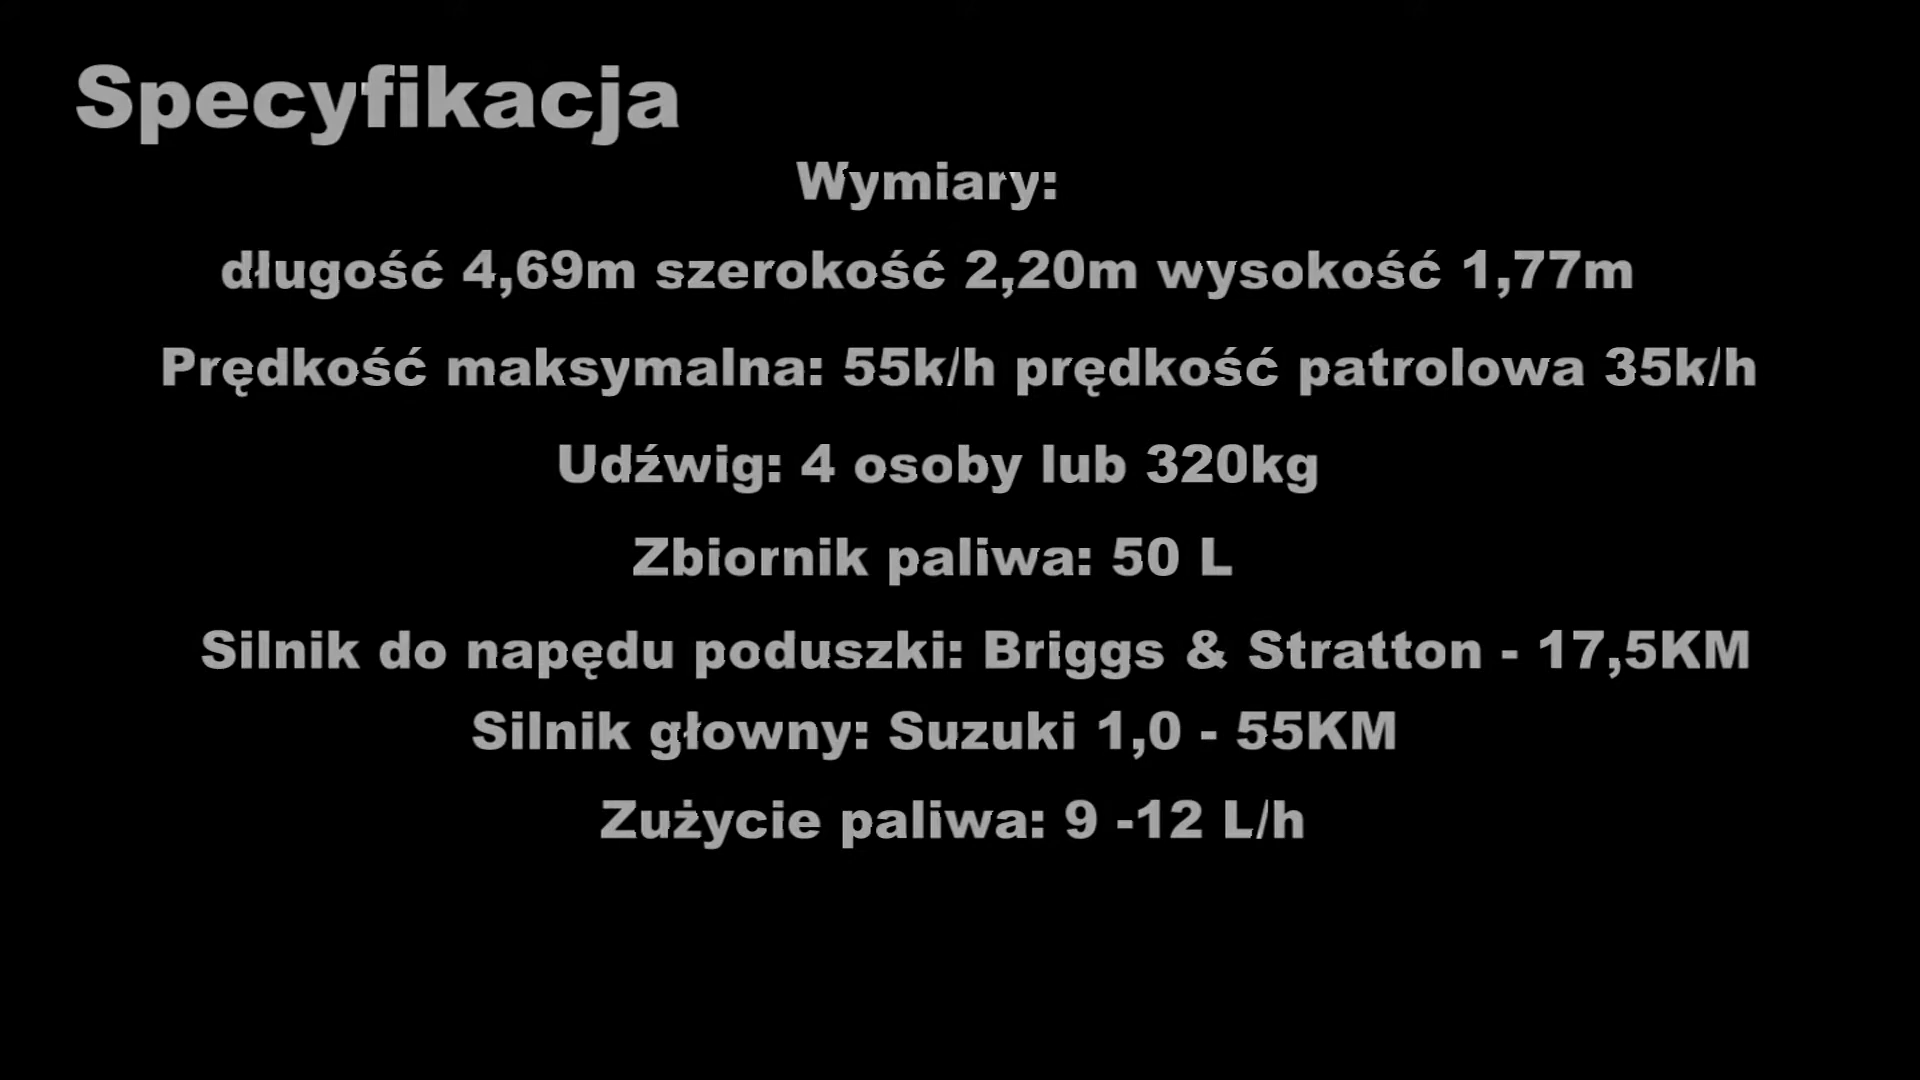 Specyfikacja
Wymiary:
długość 4,69m szerokość 2,20m wysokość 1,77m
Prędkość maksymalna: 55k/h prędkość patrolowa 35k/h
Udźwig: 4 osoby lub 320kg
Zbiornik paliwa: 50 L
Silnik do napędu poduszki: Briggs & Stratton - 17,5KM
Silnik głowny: Suzuki 1,0 - 55KM
Zużycie paliwa: 9 -12 L/h